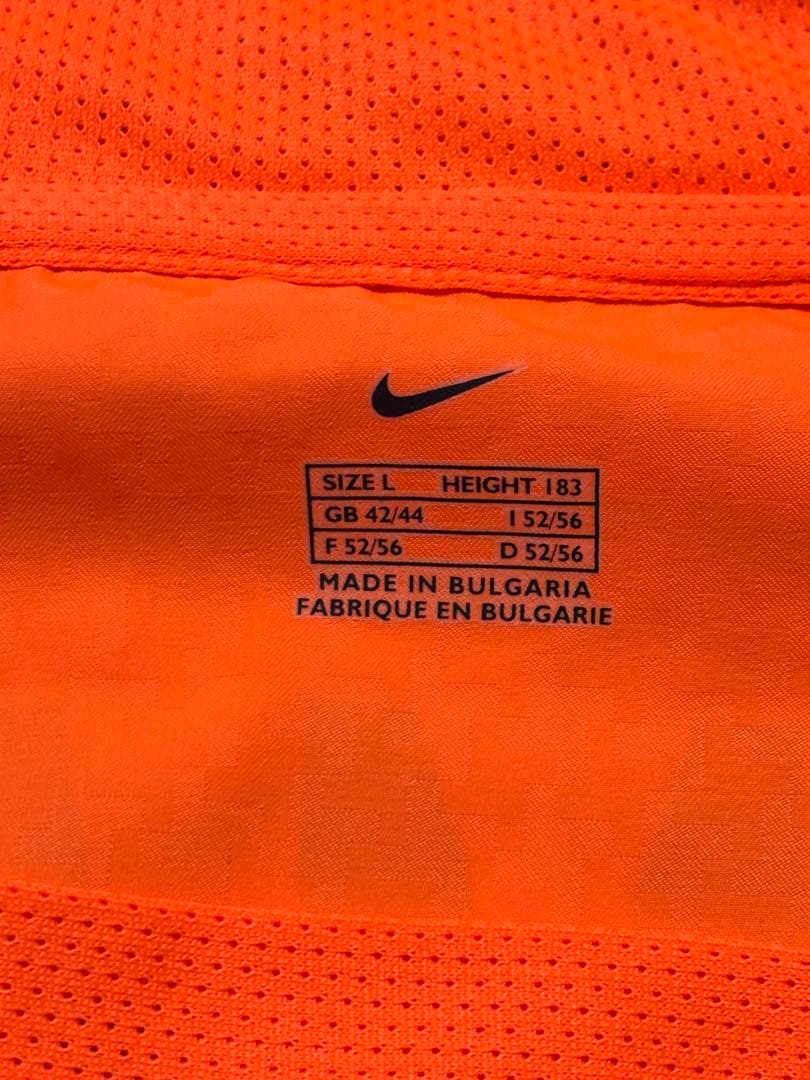 SIZE L HEIGHT 183
GB 42/44 I 52/56
F 52/56 D 52/56
MADE IN BULGARIA
FABRIQUE EN BULGARIE